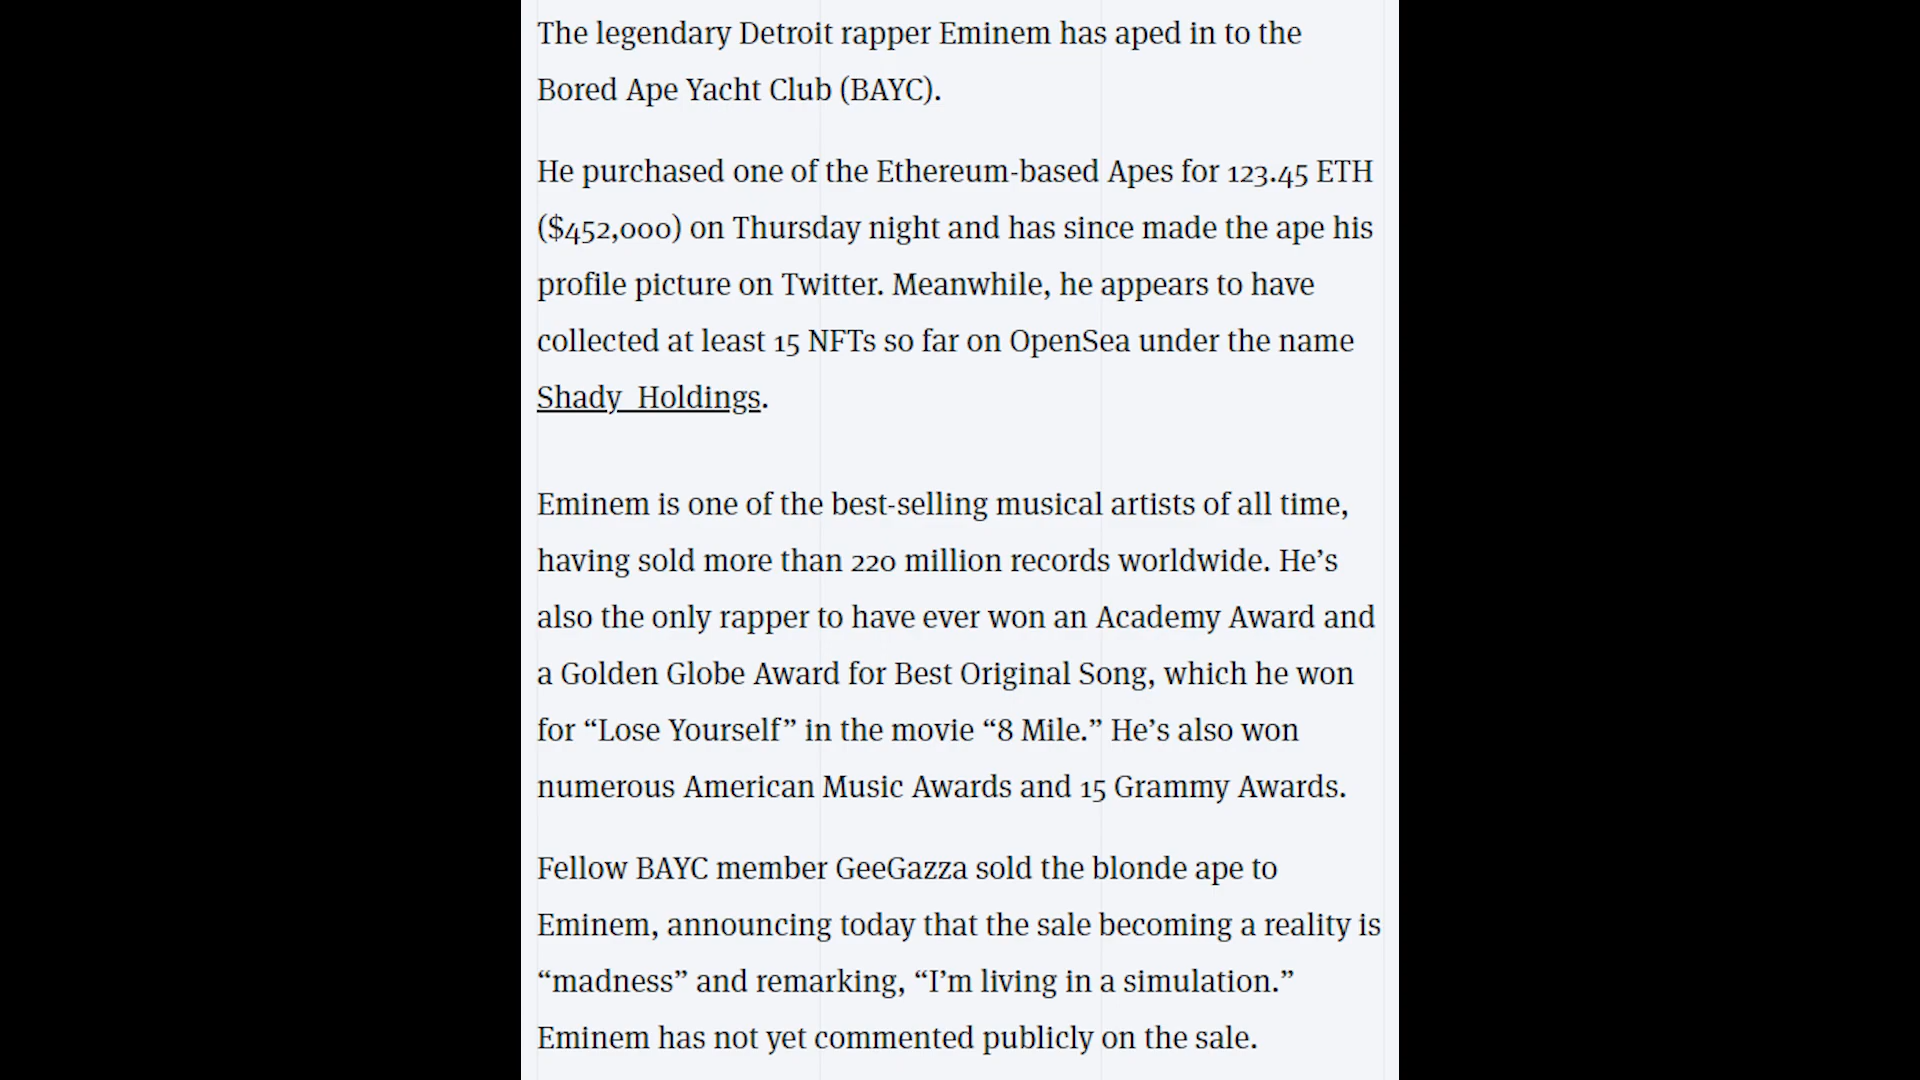 The legendary Detroit rapper Eminem has aped in to the
Bored Ape Yacht Club (BAYC).
He purchased one of the Ethereum-based Apes for 123.45 ETH
($452,000) on Thursday night and has since made the ape his
profile picture on Twitter. Meanwhile, he appears to have
collected at least 15 NFTs so far on OpenSea under the name
Shady_Holdings.
Eminem is one of the best-selling musical artists of all time,
having sold more than 220 million records worldwide. He’s
also the only rapper to have ever won an Academy Award and
a Golden Globe Award for Best Original Song, which he won
for “Lose Yourself” in the movie “8 Mile.” He’s also won
numerous American Music Awards and 15 Grammy Awards.
Fellow BAYC member GeeGazza sold the blonde ape to
Eminem, announcing today that the sale becoming a reality is
“madness” and remarking, “I’m living in a simulation.”
Eminem has not yet commented publicly on the sale.